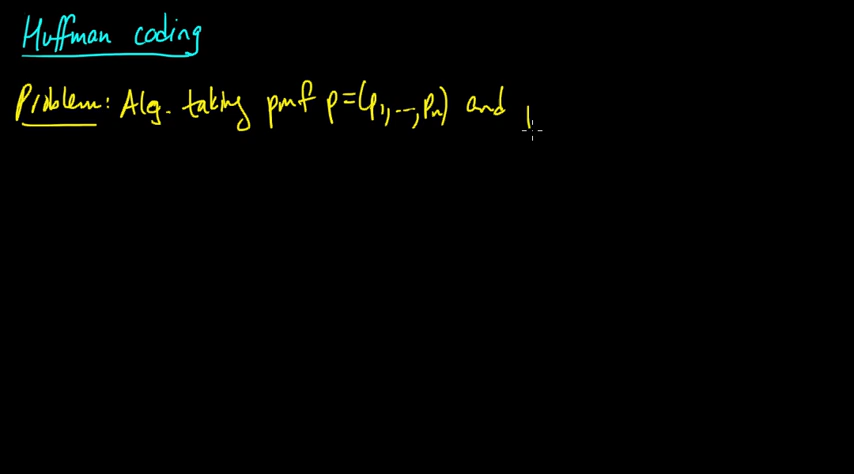 Huffman coding
Problem: Alg. taking pmf p=(p₁,...,pₙ) and